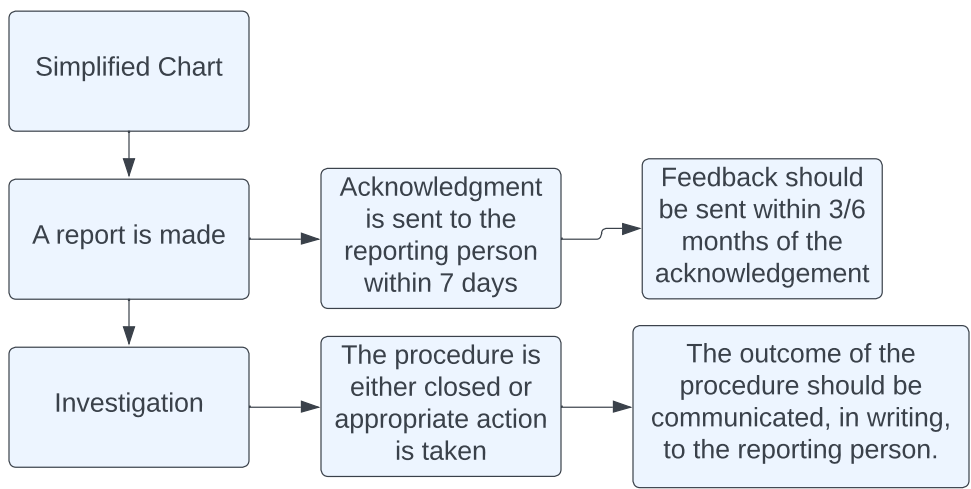 Simplified Chart
A report is made
Acknowledgment
is sent to the
reporting person
within 7 days
Feedback should
be sent within 3/6
months of the
acknowledgement
Investigation
The procedure is
either closed or
appropriate action
is taken
The outcome of the
procedure should be
communicated, in writing,
to the reporting person.